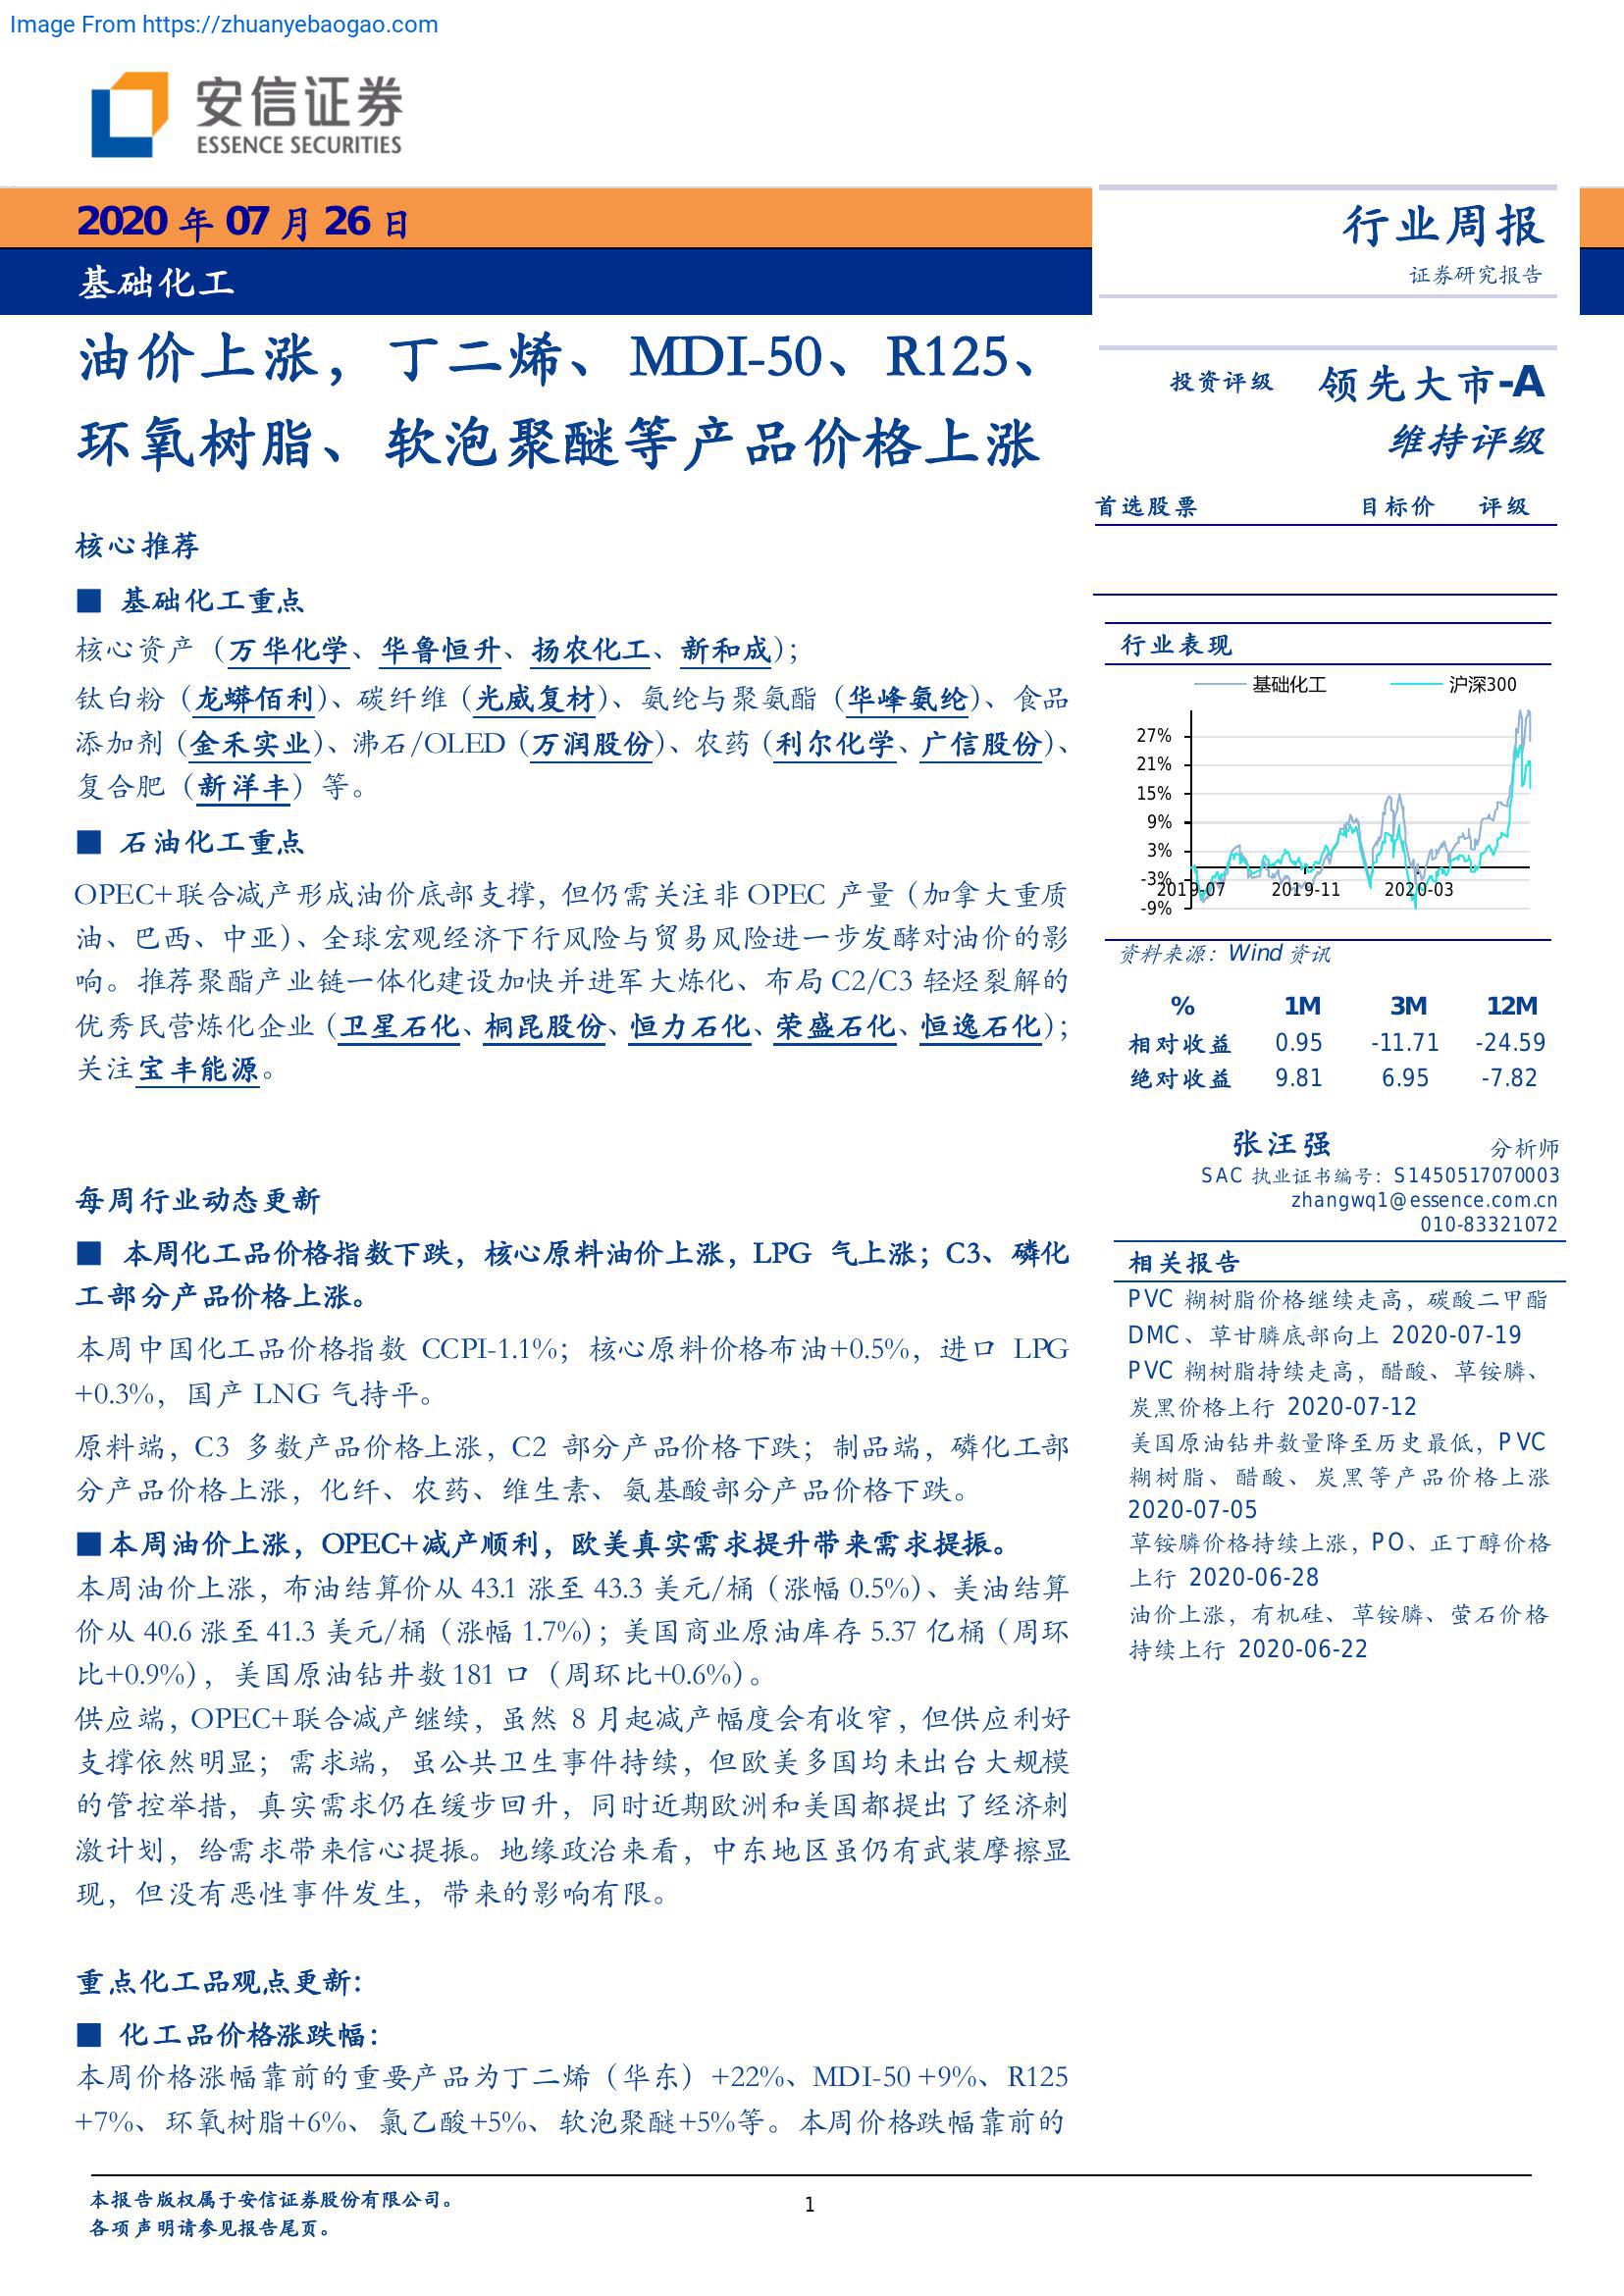 Image From https://zhuanyebaogao.com
安信证券
ESSENCE SECURITIES
2020 年 07 月 26 日
基础化工
行业周报
证券研究报告
油价上涨，丁二烯、MDI-50、R125、
环氧树脂、软泡聚醚等产品价格上涨
核心推荐
■ 基础化工重点
核心资产（万华化学、华鲁恒升、扬农化工、新和成）；
钛白粉（龙蟒佰利）、碳纤维（光威复材）、氨纶与聚氨酯（华峰氨纶）、食品
添加剂（金禾实业）、沸石/OLED（万润股份）、农药（利尔化学、广信股份）、
复合肥（新洋丰）等。
■ 石油化工重点
OPEC+联合减产形成油价底部支撑，但仍需关注非 OPEC 产量（加拿大重质
油、巴西、中亚）、全球宏观经济下行风险与贸易风险进一步发酵对油价的影
响。推荐聚酯产业链一体化建设加快并进军大炼化、布局 C2/C3 轻烃裂解的
优秀民营炼化企业（卫星石化、桐昆股份、恒力石化、荣盛石化、恒逸石化）；
关注宝丰能源。
每周行业动态更新
■ 本周化工品价格指数下跌，核心原料油价上涨，LPG 气上涨；C3、磷化
工部分产品价格上涨。
本周中国化工品价格指数 CCPI-1.1%；核心原料价格布油+0.5%，进口 LPG
+0.3%，国产 LNG 气持平。
原料端，C3 多数产品价格上涨，C2 部分产品价格下跌；制品端，磷化工部
分产品价格上涨，化纤、农药、维生素、氨基酸部分产品价格下跌。
■本周油价上涨，OPEC+减产顺利，欧美真实需求提升带来需求提振。
本周油价上涨，布油结算价从 43.1 涨至 43.3 美元/桶（涨幅 0.5%）、美油结算
价从 40.6 涨至 41.3 美元/桶（涨幅 1.7%）；美国商业原油库存 5.37 亿桶（周环
比+0.9%），美国原油钻井数 181 口（周环比+0.6%）。
供应端，OPEC+联合减产继续，虽然 8 月起减产幅度会有收窄，但供应利好
支撑依然明显；需求端，虽公共卫生事件持续，但欧美多国均未出台大规模
的管控举措，真实需求仍在缓步回升，同时近期欧洲和美国都提出了经济刺
激计划，给需求带来信心提振。地缘政治来看，中东地区虽仍有武装摩擦显
现，但没有恶性事件发生，带来的影响有限。
重点化工品观点更新：
■ 化工品价格涨跌幅：
本周价格涨幅靠前的重要产品为丁二烯（华东）+22%、MDI-50 +9%、R125
+7%、环氧树脂+6%、氯乙酸+5%、软泡聚醚+5%等。本周价格跌幅靠前的
投资评级 领先大市-A
维持评级
首选股票 目标价 评级
行业表现
基础化工 沪深300
27%
21%
15%
9%
3%
-3%
-9%
2019-07 2019-11 2020-03
资料来源：Wind 资讯
% 1M 3M 12M
相对收益 0.95 -11.71 -24.59
绝对收益 9.81 6.95 -7.82
张汪强 分析师
SAC 执业证书编号：S1450517070003
zhangwq1@essence.com.cn
010-83321072
相关报告
PVC 糊树脂价格继续走高，碳酸二甲酯
DMC、草甘膦底部向上 2020-07-19
PVC 糊树脂持续走高，醋酸、草铵膦、
炭黑价格上行 2020-07-12
美国原油钻井数量降至历史最低，PVC
糊树脂、醋酸、炭黑等产品价格上涨
2020-07-05
草铵膦价格持续上涨，PO、正丁醇价格
上行 2020-06-28
油价上涨，有机硅、草铵膦、萤石价格
持续上行 2020-06-22
本报告版权属于安信证券股份有限公司。
各项声明请参见报告尾页。
1